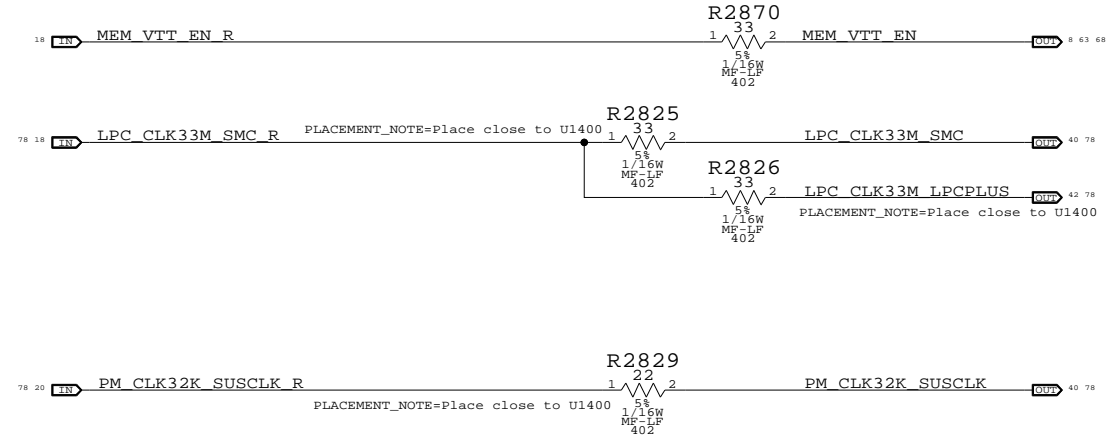 R2870
18 IN MEM_VTT_EN_R 1 33 2 MEM_VTT_EN OUT 8 63 68
5%
1/16W
MF-LF
402
R2825
78 18 IN LPC_CLK33M_SMC_R PLACEMENT_NOTE=Place close to U1400 1 33 2 LPC_CLK33M_SMC OUT 40 78
5%
1/16W
MF-LF
402
R2826
1 33 2 LPC_CLK33M_LPCPLUS OUT 42 78
PLACEMENT_NOTE=Place close to U1400
5%
1/16W
MF-LF
402
R2829
78 20 IN PM_CLK32K_SUSCLK_R 1 22 2 PM_CLK32K_SUSCLK OUT 40 78
PLACEMENT_NOTE=Place close to U1400
5%
1/16W
MF-LF
402